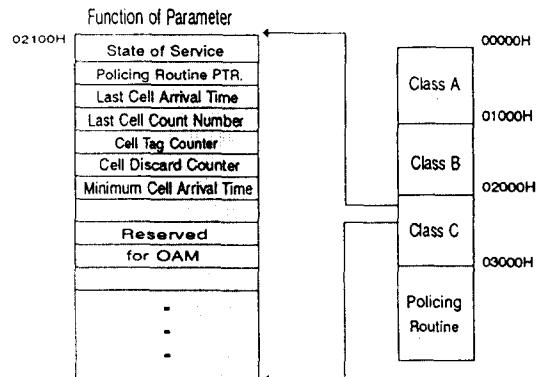 Function of Parameter
02100H
State of Service
Policing Routine PTR.
Last Cell Arrival Time
Last Cell Count Number
Cell Tag Counter
Cell Discard Counter
Minimum Cell Arrival Time
Reserved
for OAM
00000H
Class A
01000H
Class B
02000H
Class C
03000H
Policing
Routine